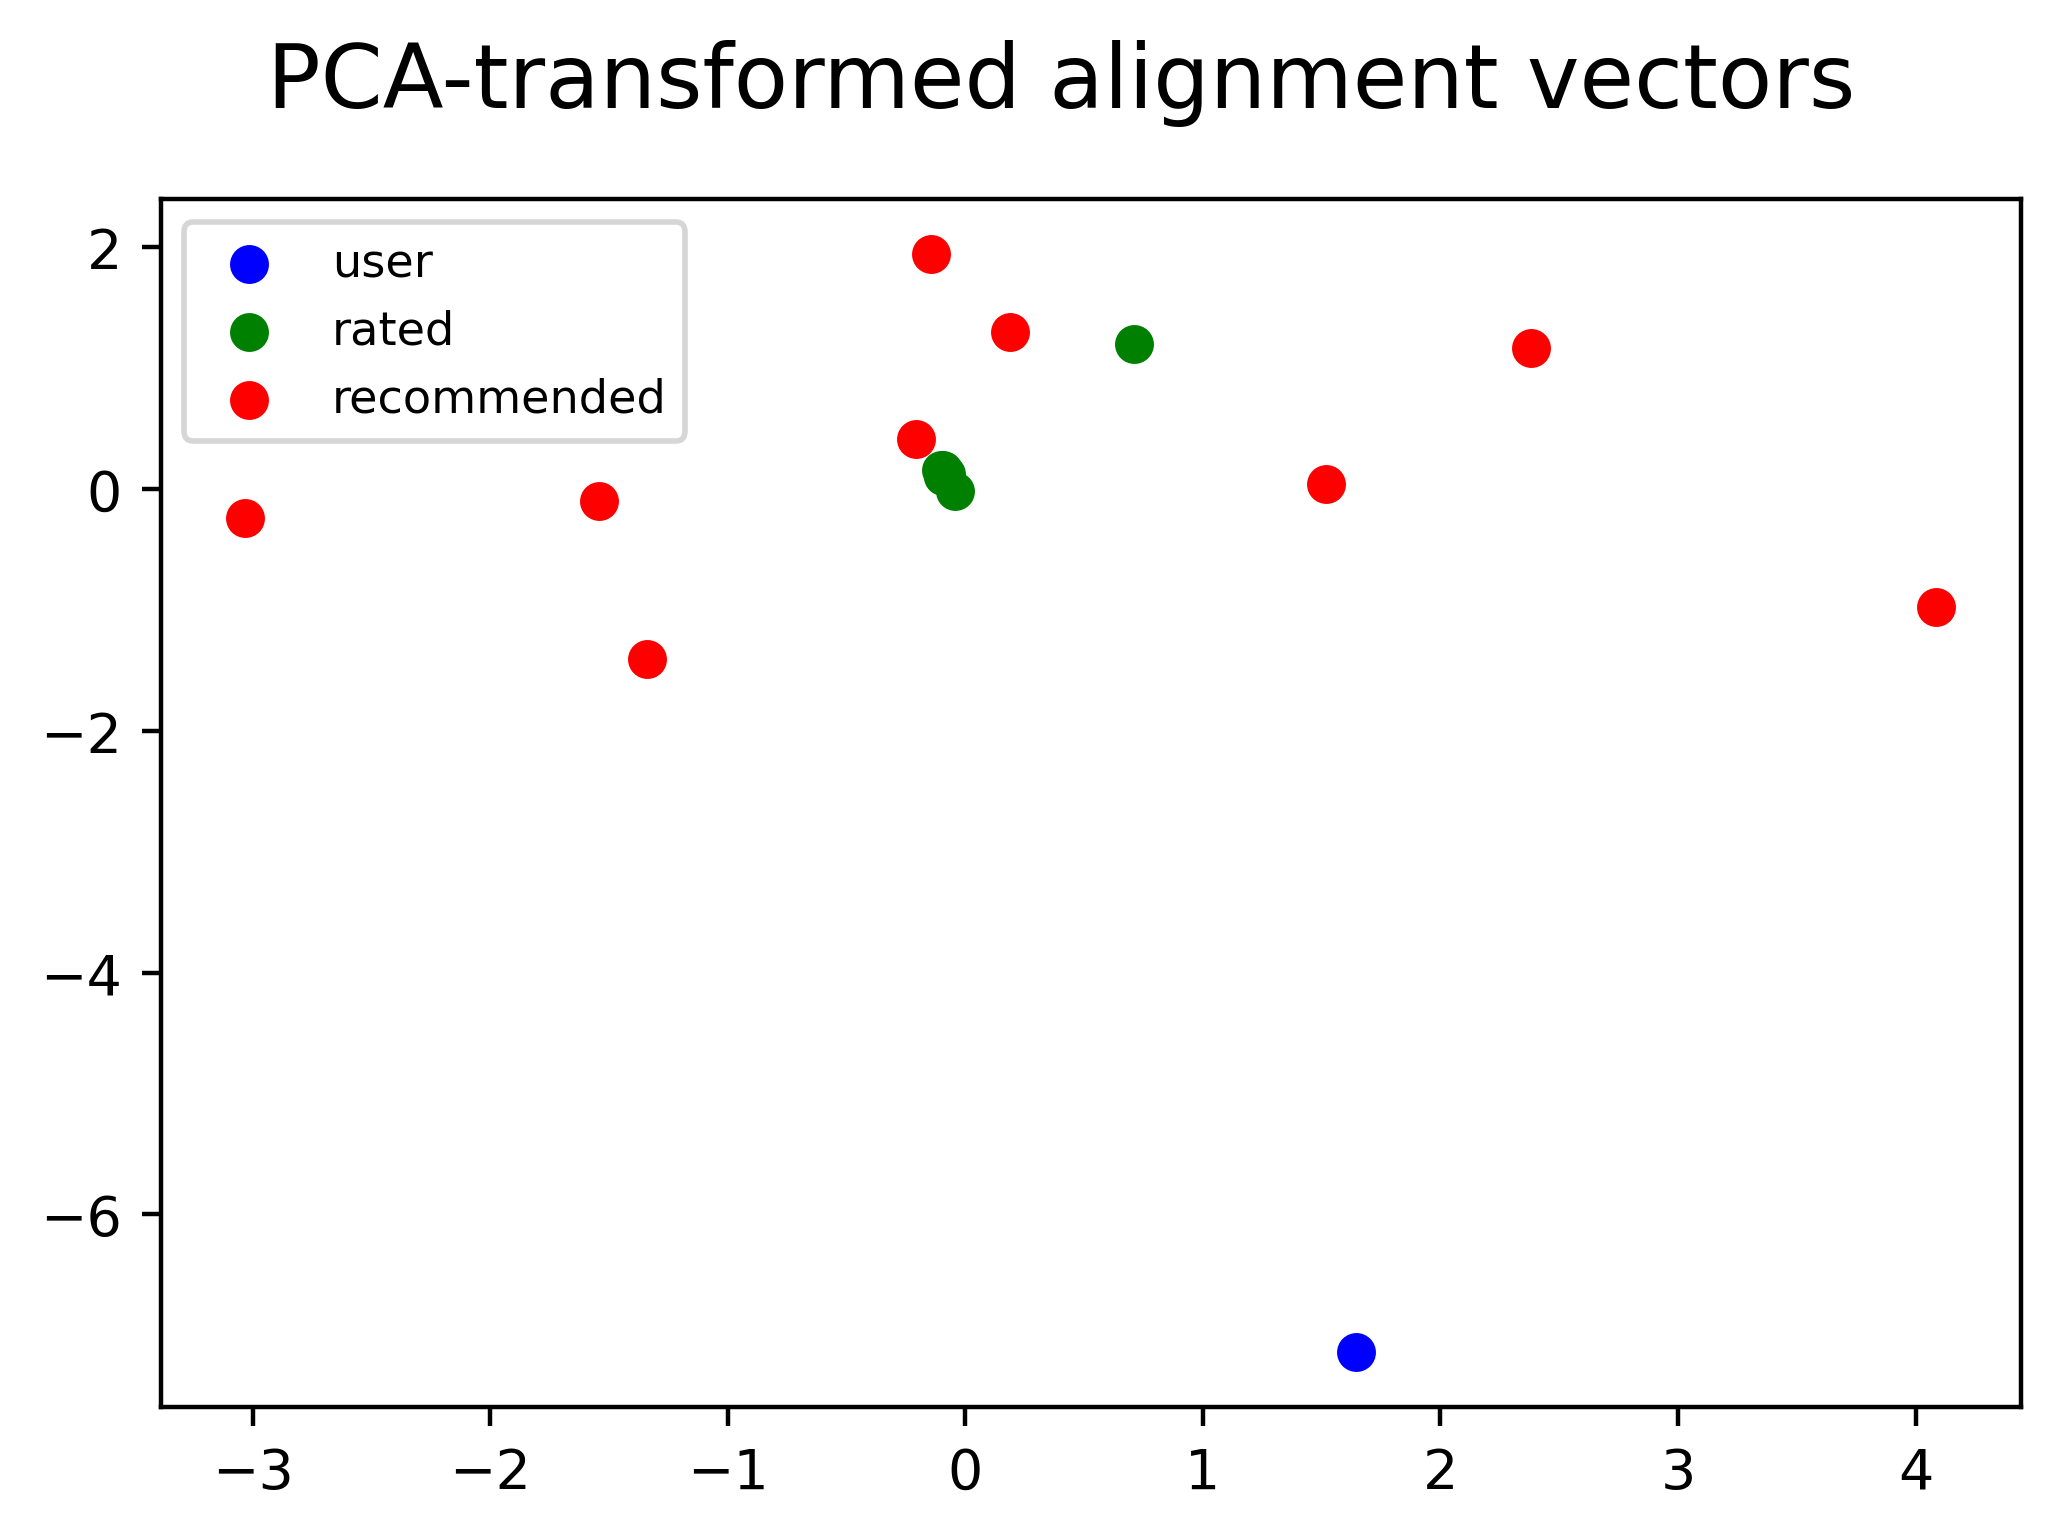 PCA-transformed alignment vectors
user
rated
recommended
2
0
−2
−4
−6
−3 −2 −1 0 1 2 3 4